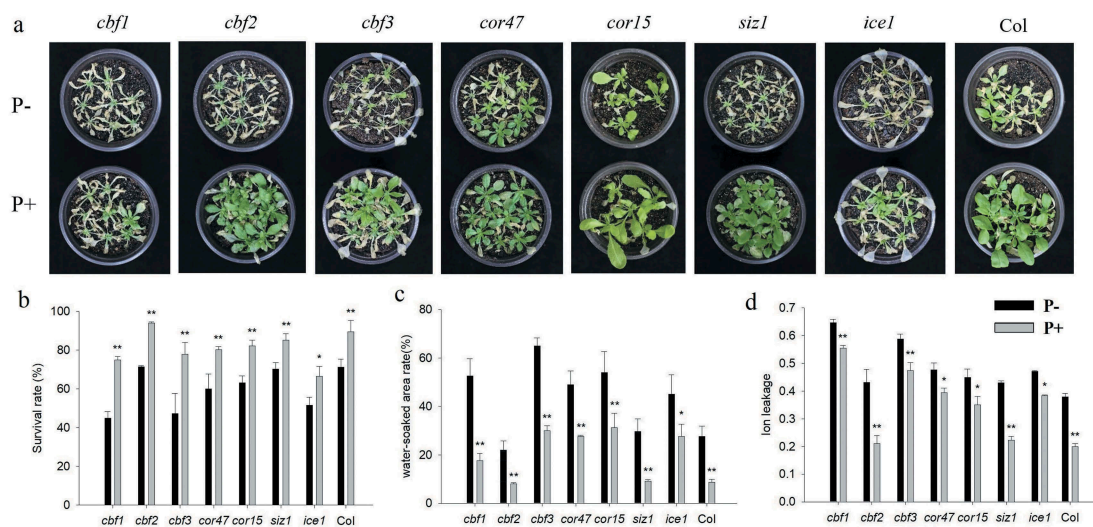 a
cbf1 cbf2 cbf3 cor47 cor15 siz1 ice1 Col
P-
P+
b
Survival rate (%)
100
80
60
40
20
0
** ** ** ** ** ** * **
cbf1 cbf2 cbf3 cor47 cor15 siz1 ice1 Col
c
water-soaked area rate(%)
80
60
40
20
0
** ** ** ** ** ** * **
cbf1 cbf2 cbf3 cor47 cor15 siz1 ice1 Col
d
P-
P+
Ion leakage
0.7
0.6
0.5
0.4
0.3
0.2
0.1
0.0
** ** ** * * ** * **
cbf1 cbf2 cbf3 cor47 cor15 siz1 ice1 Col